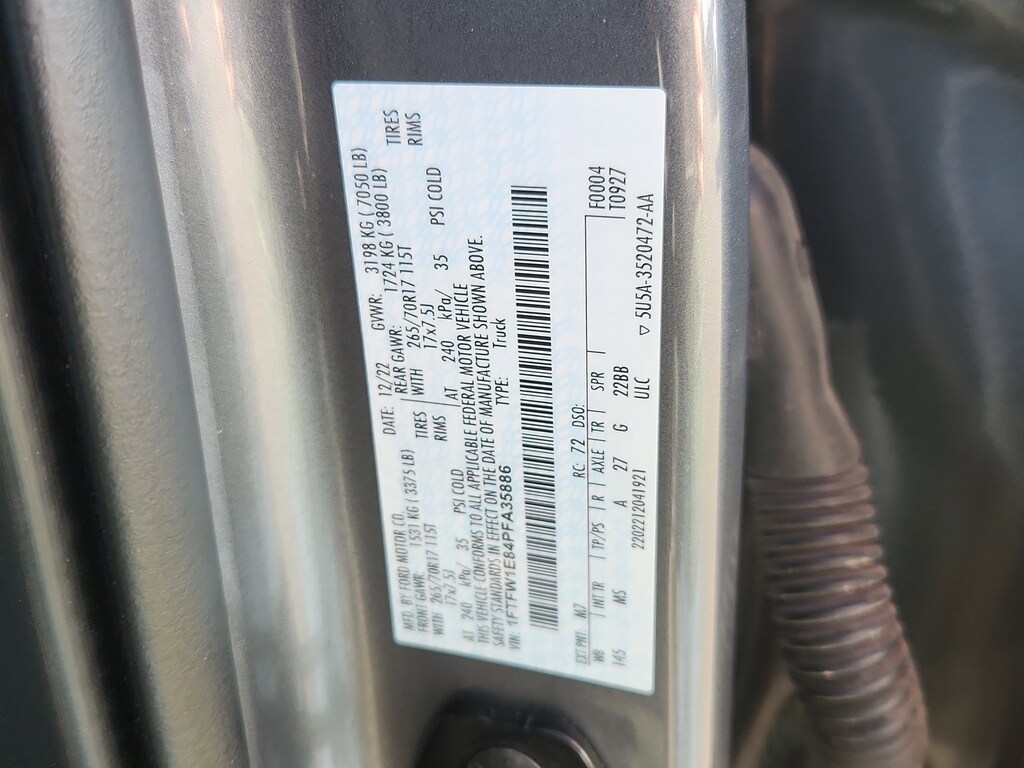 MFD. BY FORD MOTOR CO. DATE: 12/22 GVWR: 3198 KG ( 7050 LB)
FRONT GAWR: 1531 KG ( 3375 LB) REAR GAWR: 1724 KG ( 3800 LB)
WITH 265/70R17 115T TIRES WITH 265/70R17 115T TIRES
17x7.5J RIMS 17x7.5J RIMS
AT 240 kPa/ 35 PSI COLD AT 240 kPa/ 35 PSI COLD
THIS VEHICLE CONFORMS TO ALL APPLICABLE FEDERAL MOTOR VEHICLE
SAFETY STANDARDS IN EFFECT ON THE DATE OF MANUFACTURE SHOWN ABOVE.
VIN: 1FTFW1E84PFA35886 TYPE: Truck
EXT PNT: M7 RC: 72 DSO: F0004
WB INT TR TP/PS R AXLE TR SPR T0927
145 MS A 27 G 22BB
2202212041921 ULC ▽ 5U5A-3520472-AA